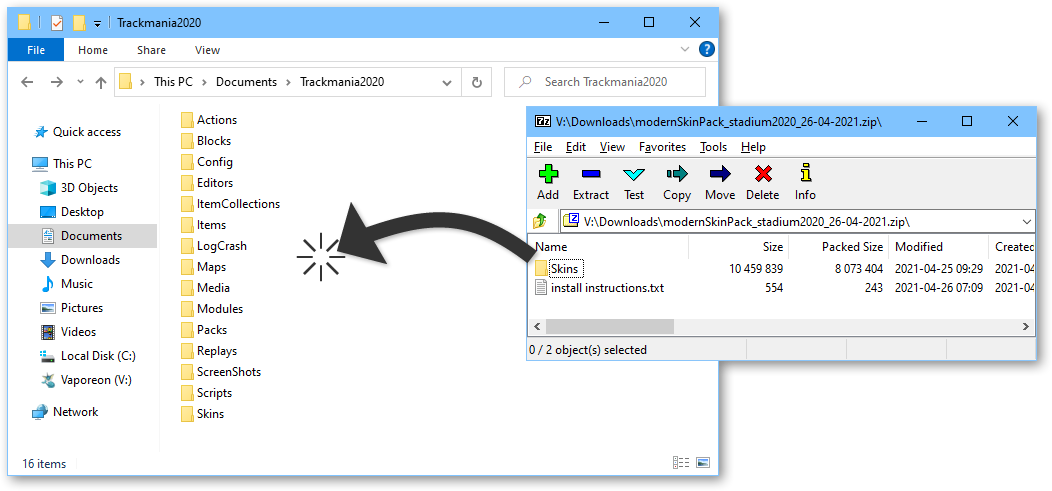 Trackmania2020
File Home Share View
This PC Documents Trackmania2020
Search Trackmania2020
Quick access
This PC
3D Objects
Desktop
Documents
Downloads
Music
Pictures
Videos
Local Disk (C:)
Vaporeon (V:)
Network
Actions
Blocks
Config
Editors
ItemCollections
Items
LogCrash
Maps
Media
Modules
Packs
Replays
ScreenShots
Scripts
Skins
16 items
7z V:\Downloads\modernSkinPack_stadium2020_26-04-2021.zip\
File Edit View Favorites Tools Help
Add Extract Test Copy Move Delete Info
V:\Downloads\modernSkinPack_stadium2020_26-04-2021.zip\
Name Size Packed Size Modified Created
Skins 10 459 839 8 073 404 2021-04-25 09:29 2021-04
install instructions.txt 554 243 2021-04-26 07:09 2021-04
0 / 2 object(s) selected